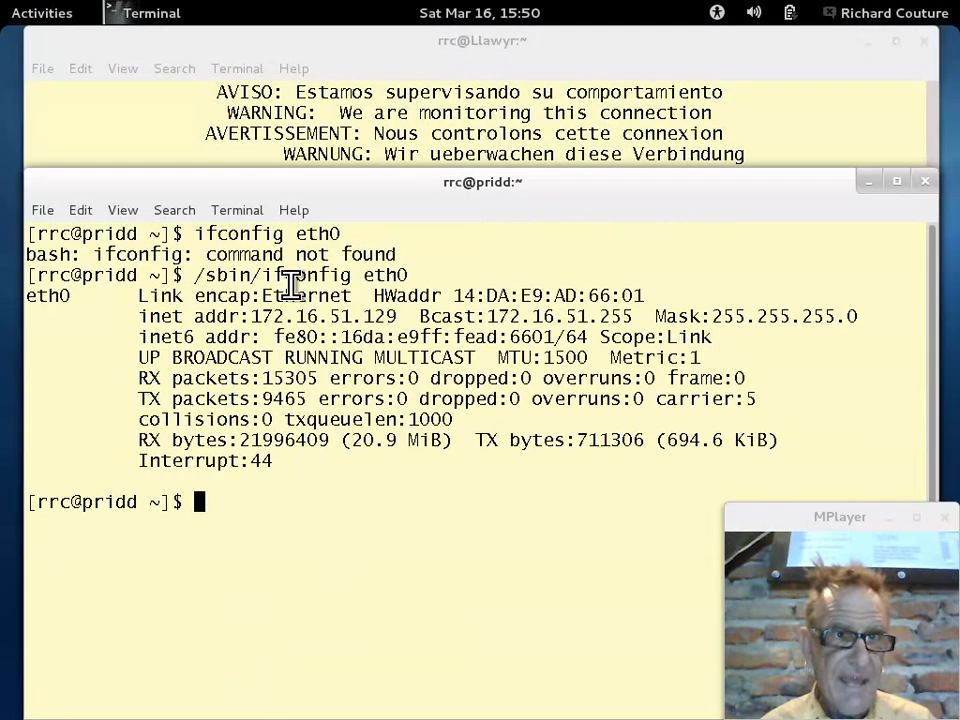 Activities
Terminal
Sat Mar 16, 15:50
Richard Couture
rrc@Llawyr:~
File Edit View Search Terminal Help
AVISO: Estamos supervisando su comportamiento
WARNING: We are monitoring this connection
AVERTISSEMENT: Nous controlons cette connexion
WARNUNG: Wir ueberwachen diese Verbindung
rrc@pridd:~
File Edit View Search Terminal Help
[rrc@pridd ~]$ ifconfig eth0
bash: ifconfig: command not found
[rrc@pridd ~]$ /sbin/ifconfig eth0
eth0 Link encap:Ethernet HWaddr 14:DA:E9:AD:66:01
inet addr:172.16.51.129 Bcast:172.16.51.255 Mask:255.255.255.0
inet6 addr: fe80::16da:e9ff:fead:6601/64 Scope:Link
UP BROADCAST RUNNING MULTICAST MTU:1500 Metric:1
RX packets:15305 errors:0 dropped:0 overruns:0 frame:0
TX packets:9465 errors:0 dropped:0 overruns:0 carrier:5
collisions:0 txqueuelen:1000
RX bytes:21996409 (20.9 MiB) TX bytes:711306 (694.6 KiB)
Interrupt:44
[rrc@pridd ~]$
MPlayer